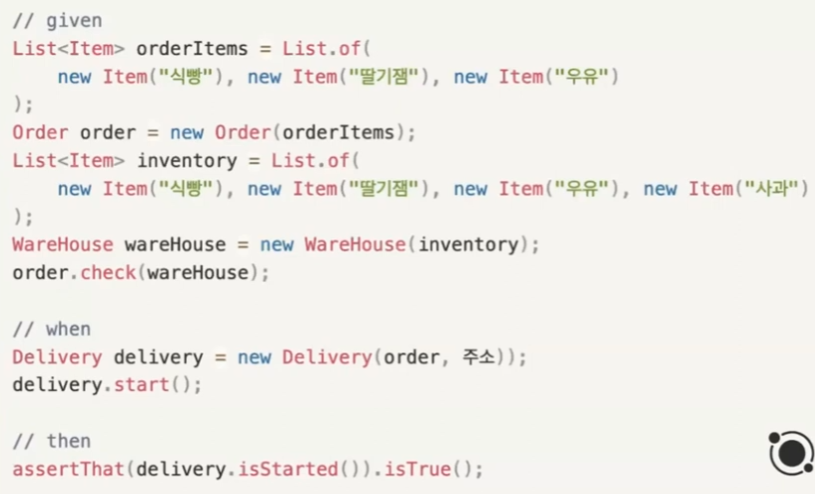 // given
List<Item> orderItems = List.of(
    new Item("식빵"), new Item("딸기잼"), new Item("우유")
);
Order order = new Order(orderItems);
List<Item> inventory = List.of(
    new Item("식빵"), new Item("딸기잼"), new Item("우유"), new Item("사과")
);
WareHouse wareHouse = new WareHouse(inventory);
order.check(wareHouse);

// when
Delivery delivery = new Delivery(order, 주소));
delivery.start();

// then
assertThat(delivery.isStarted()).isTrue();